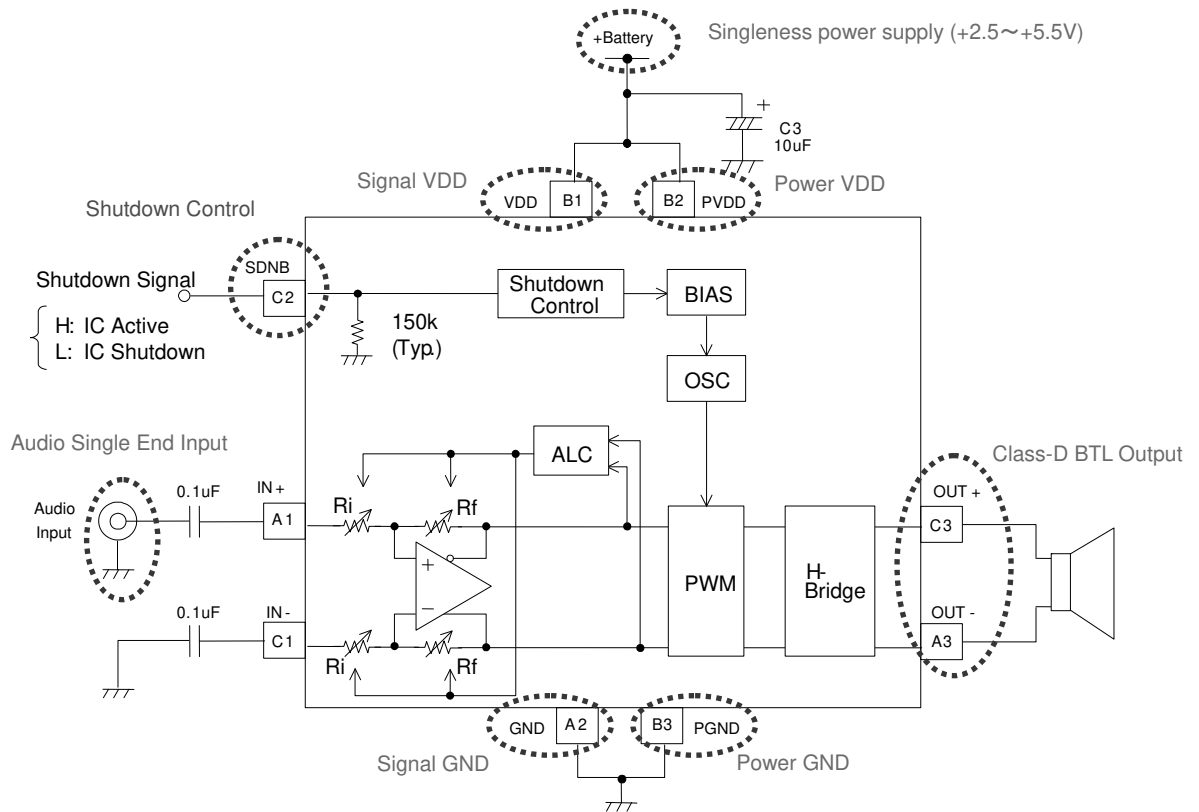 +Battery
Singleness power supply (+2.5～+5.5V)
+
C3
10uF
Signal VDD
VDD
B1
B2
PVDD
Power VDD
Shutdown Control
SDNB
C2
Shutdown Signal
H: IC Active
L: IC Shutdown
150k
(Typ.)
Shutdown
Control
BIAS
OSC
ALC
Audio Single End Input
Audio
Input
0.1uF
IN+
A1
Ri
Rf
+
−
0.1uF
IN-
C1
Ri
Rf
PWM
H-
Bridge
Class-D BTL Output
OUT +
C3
OUT -
A3
GND
A2
B3
PGND
Signal GND
Power GND